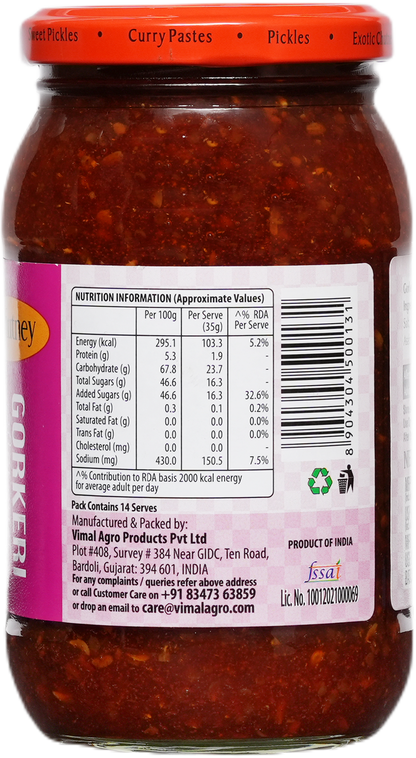 Sweet Pickles • Curry Pastes • Pickles • Exotic
GORKERI
NUTRITION INFORMATION (Approximate Values)
Per 100g Per Serve (35g) ^% RDA Per Serve
Energy (kcal) 295.1 103.3 5.2%
Protein (g) 5.3 1.9 -
Carbohydrate (g) 67.8 23.7 -
Total Sugars (g) 46.6 16.3 -
Added Sugars (g) 46.6 16.3 32.6%
Total Fat (g) 0.3 0.1 0.2%
Saturated Fat (g) 0.0 0.0 0.0%
Trans Fat (g) 0.0 0.0 0.0%
Cholesterol (mg) 0.0 0.0 -
Sodium (mg) 430.0 150.5 7.5%
^% Contribution to RDA basis 2000 kcal energy
for average adult per day
Pack Contains 14 Serves
Manufactured & Packed by:
Vimal Agro Products Pvt Ltd
Plot #408, Survey # 384 Near GIDC, Ten Road,
Bardoli, Gujarat: 394 601, INDIA
For any complaints / queries refer above address
or call Customer Care on +91 83473 63859
or drop an email to care@vimalagro.com
8904304500131
PRODUCT OF INDIA
fssai
Lic. No. 10012021000069